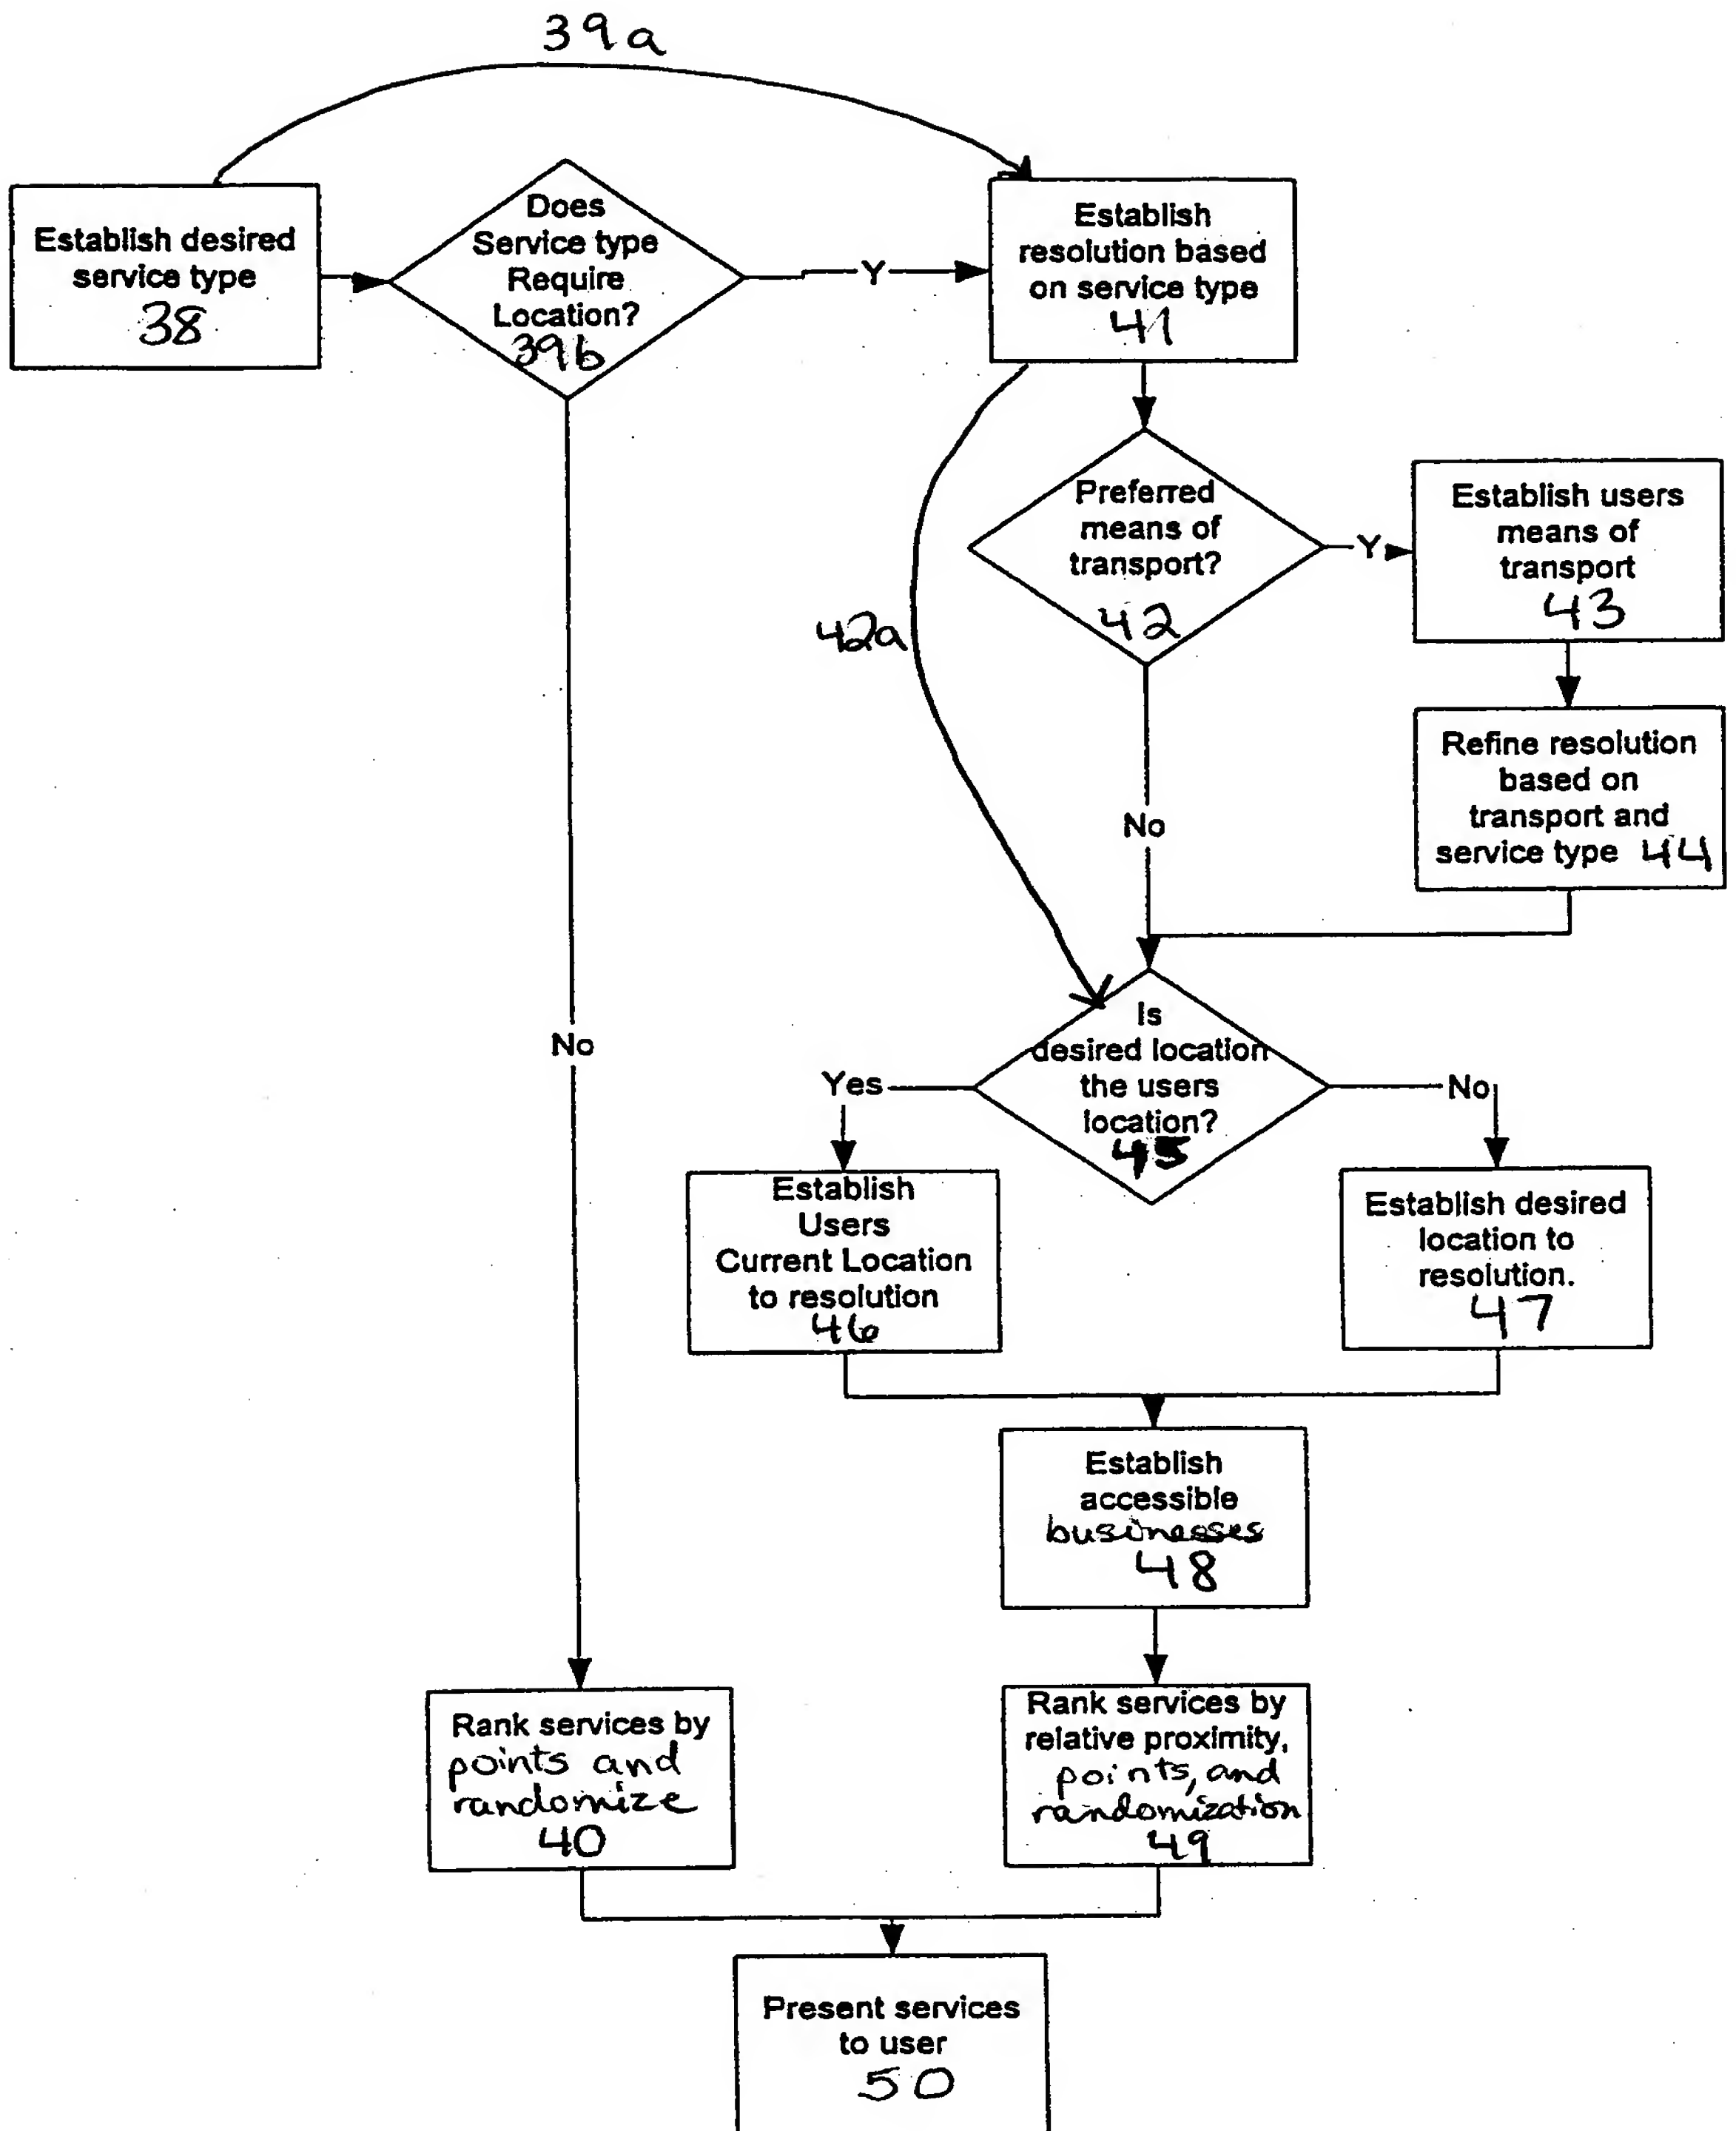 39a
Establish desired
service type
38
Does
Service type
Require
Location?
39b
Y
Establish
resolution based
on service type
41
Preferred
means of
transport?
42
Y
Establish users
means of
transport
43
42a
No
Refine resolution
based on
transport and
service type 44
No
Is
desired location
the users
location?
45
Yes
No
Establish
Users
Current Location
to resolution
46
Establish desired
location to
resolution.
47
Establish
accessible
businesses
48
Rank services by
points and
randomize
40
Rank services by
relative proximity,
points, and
randomization
49
Present services
to user
50